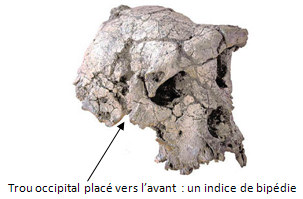 Trou occipital placé vers l’avant : un indice de bipédie